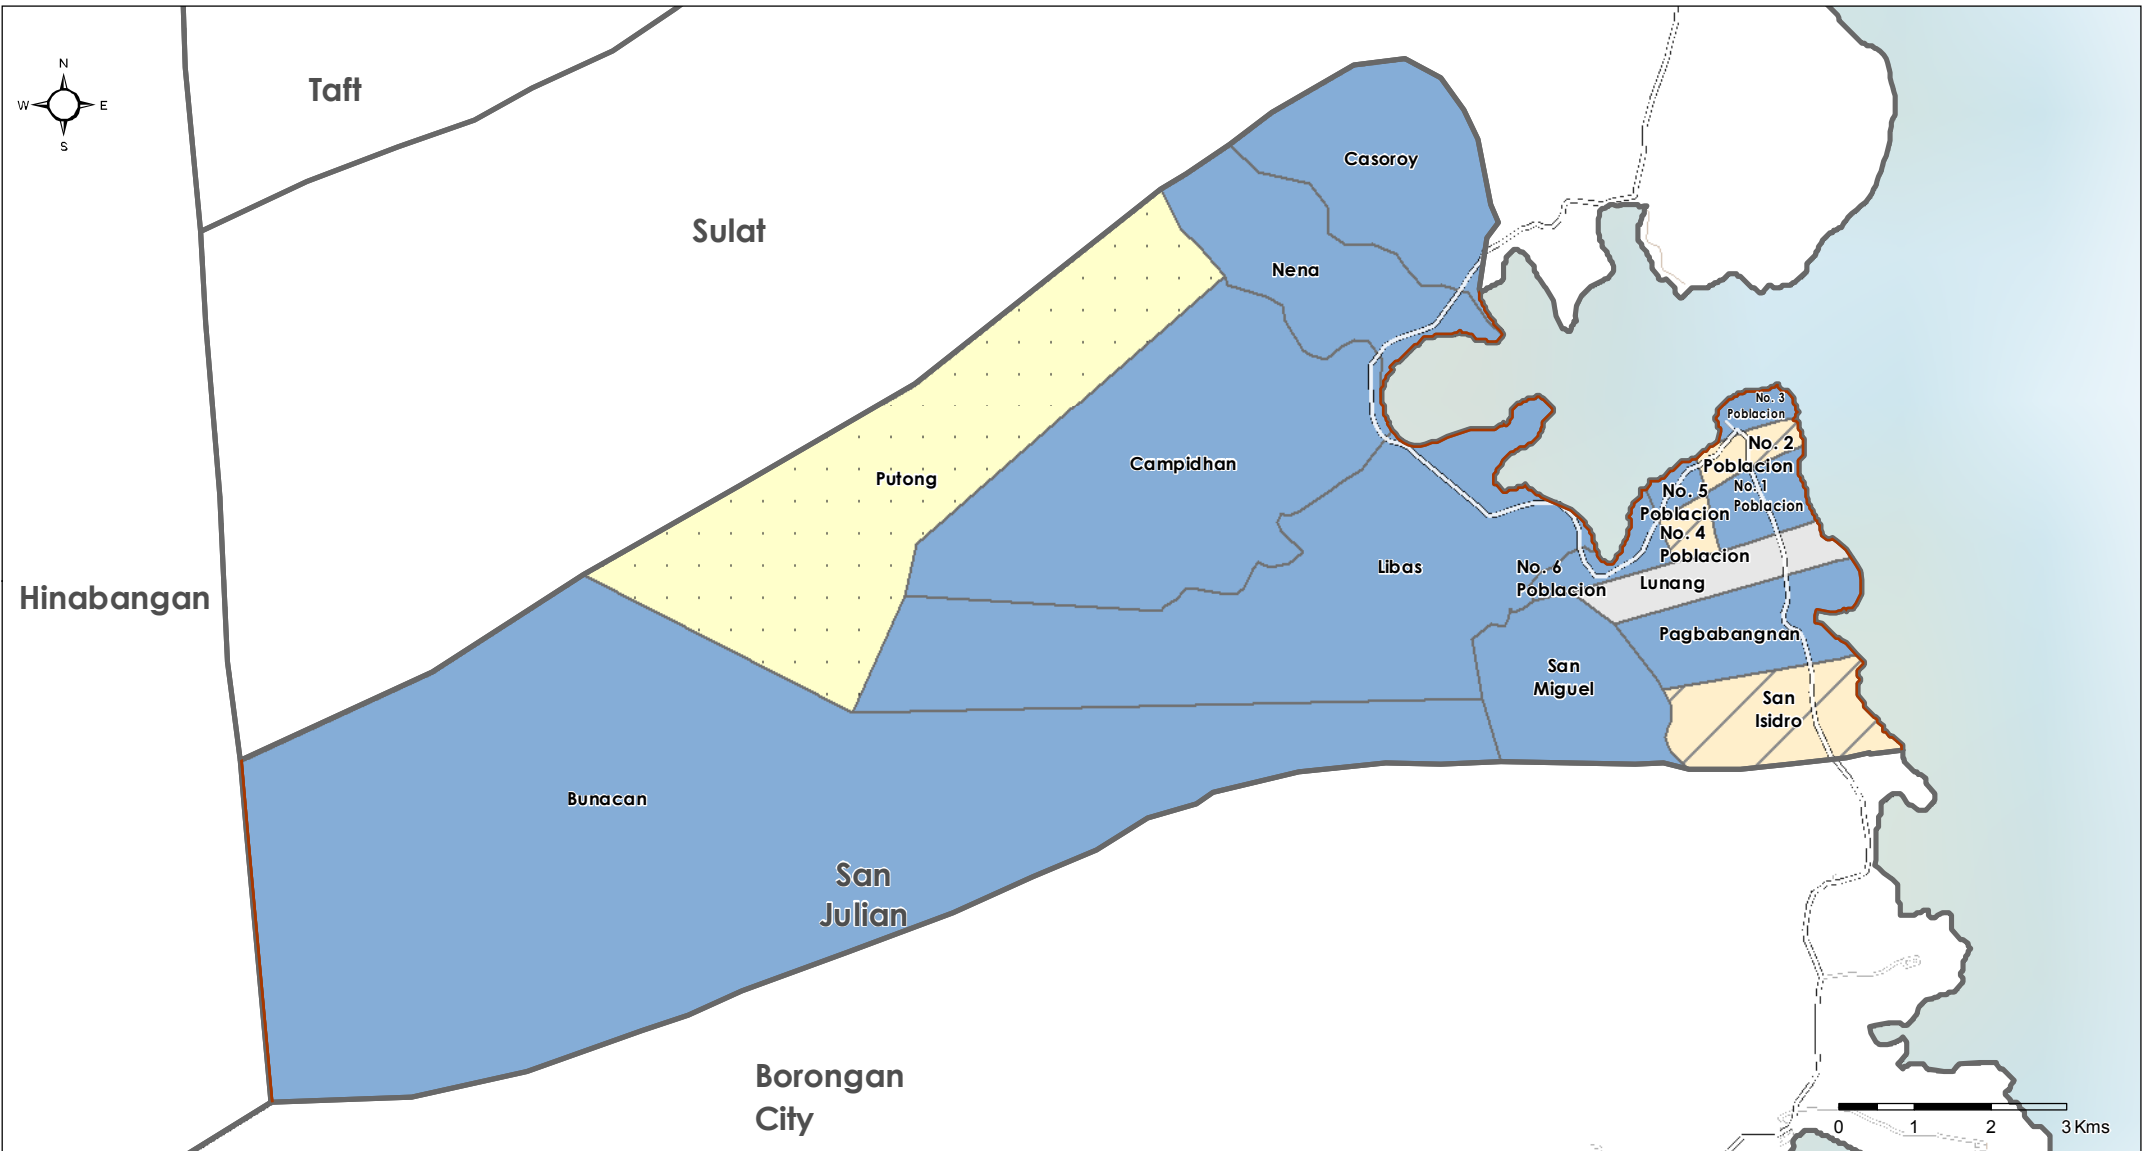 N
W
E
S
Taft
Sulat
Hinabangan
Casoroy
Nena
Putong
Campidhan
No. 3
Poblacion
No. 2
Poblacion
No. 1
Poblacion
No. 5
Poblacion
No. 4
Poblacion
Libas
No. 6
Poblacion
Lunang
Pagbabangnan
San
Miguel
San
Isidro
Bunacan
San
Julian
Borongan
City
0 1 2 3 Kms